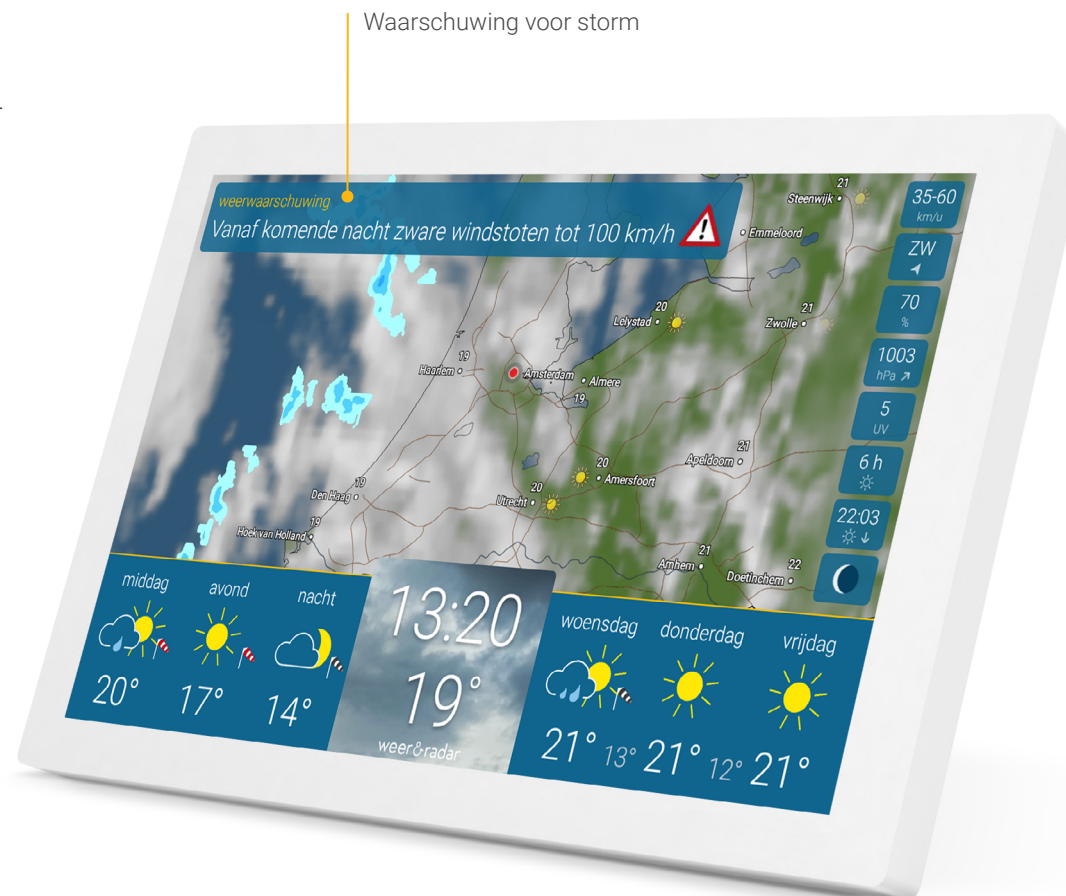 Waarschuwing voor storm
weerwaarschuwing
Vanaf komende nacht zware windstoten tot 100 km/h
21
Steenwijk
Emmeloord
20
Lelystad
21
Zwolle
19
Haarlem
Amsterdam
Almere
19
21
Apeldoorn
20
Amersfoort
20
Utrecht
19
Den Haag
19
Hoek van Holland
21
Arnhem
22
Doetinchem
35-60
km/u
ZW
70
%
1003
hPa
5
UV
6 h
22:03
middag
avond
nacht
20°
17°
14°
13:20
19°
weer&radar
woensdag
donderdag
vrijdag
21° 13°
21° 12°
21°